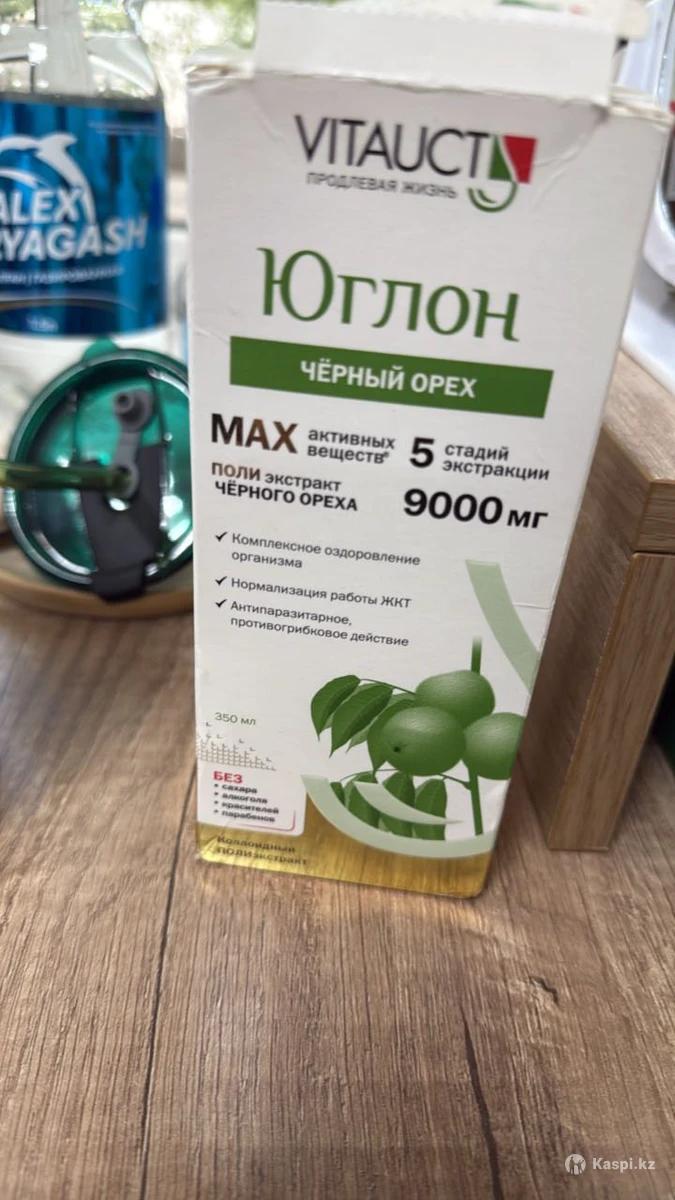 VITAUCT
ПРОДЛЕВАЯ ЖИЗНЬ
Юглон
ЧЁРНЫЙ ОРЕХ
MAX активных веществ®
5 стадий экстракции
ПОЛИ экстракт
ЧЁРНОГО ОРЕХА
9000 мг
✓ Комплексное оздоровление
организма
✓ Нормализация работы ЖКТ
✓ Антипаразитарное,
противогрибковое действие
350 мл
БЕЗ
• сахара
• алкоголя
• красителей
• парабенов
Коллоидный
ПОЛИэкстракт
ALEX
YAGASH
Kaspi.kz